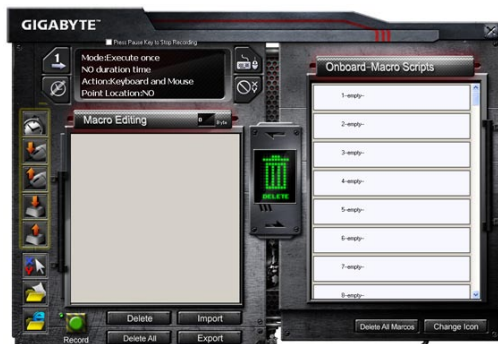 GIGABYTE™
Press Pause Key to Stop Recording
Mode:Execute once
NO duration time
Action:Keyboard and Mouse
Point Location:NO
Macro Editing
0 Byte
DELETE
Delete
Import
Record
Delete All
Export
Onboard-Macro Scripts
1-empty-
2-empty-
3-empty-
4-empty-
5-empty-
6-empty-
7-empty-
8-empty-
Delete All Marcos
Change Icon